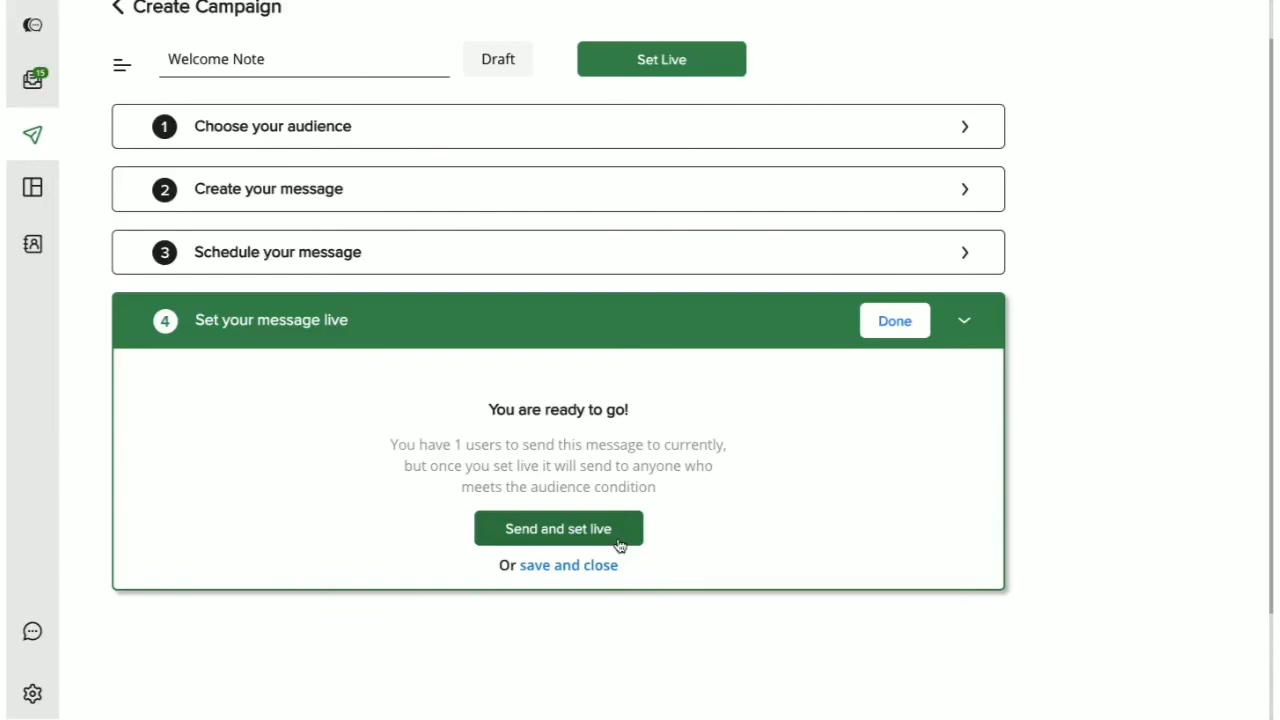 Create Campaign
15
Welcome Note
Draft
Set Live
1 Choose your audience
2 Create your message
3 Schedule your message
4 Set your message live
Done
You are ready to go!
You have 1 users to send this message to currently,
but once you set live it will send to anyone who
meets the audience condition
Send and set live
Or save and close